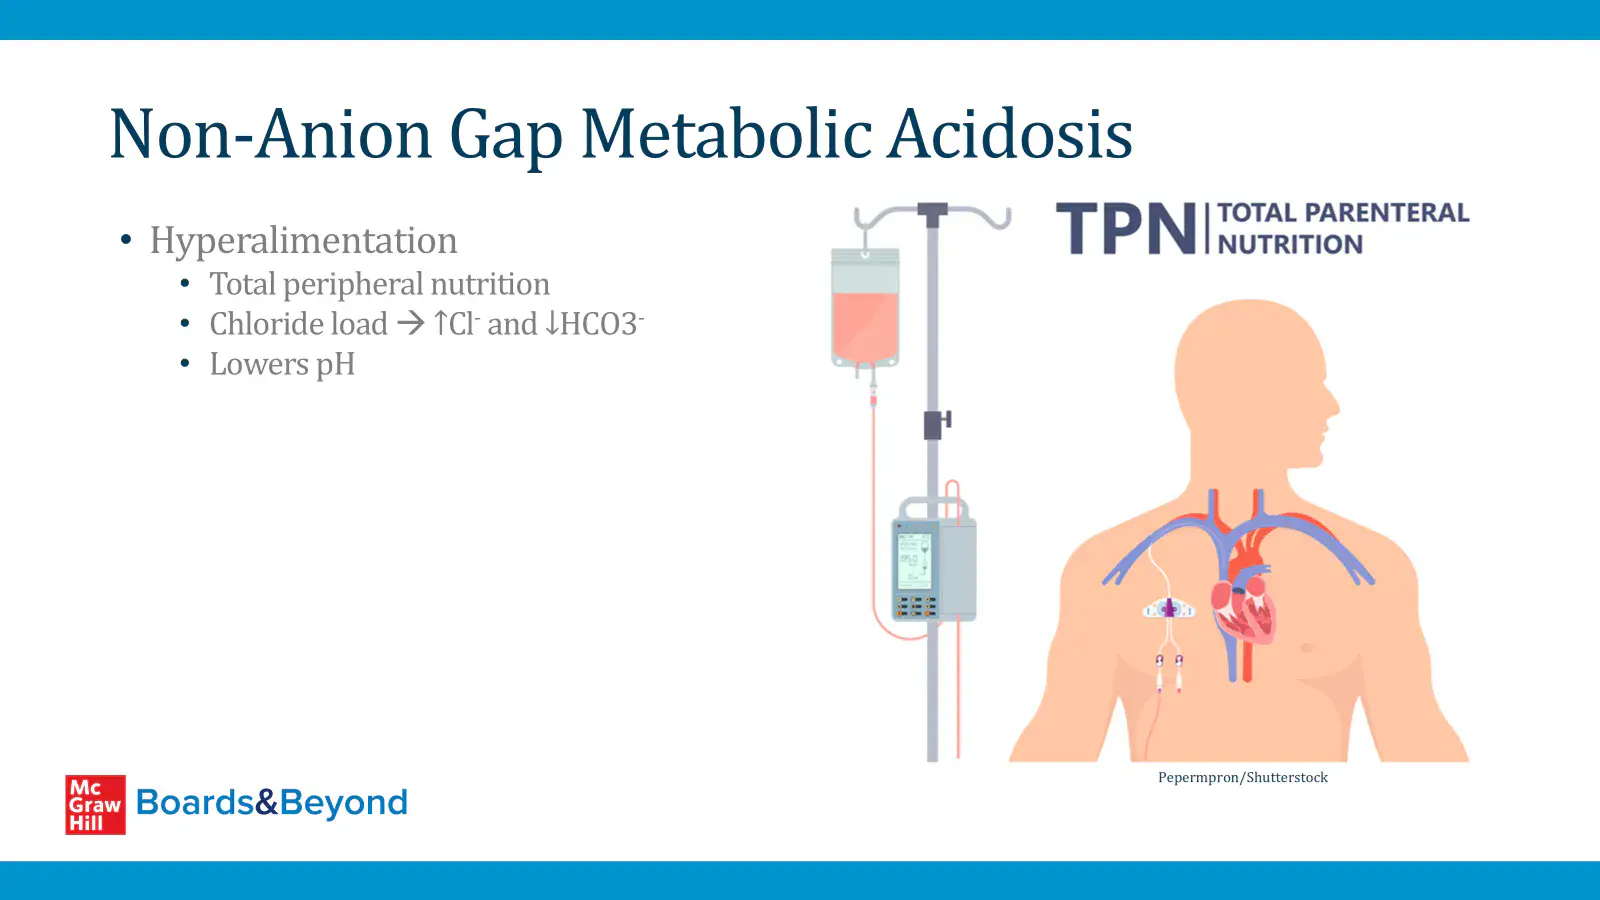 Non-Anion Gap Metabolic Acidosis
• Hyperalimentation
• Total peripheral nutrition
• Chloride load → ↑Cl- and ↓HCO3-
• Lowers pH
TPN
TOTAL PARENTERAL
NUTRITION
Pepermpron/Shutterstock
Mc
Graw
Hill
Boards&Beyond